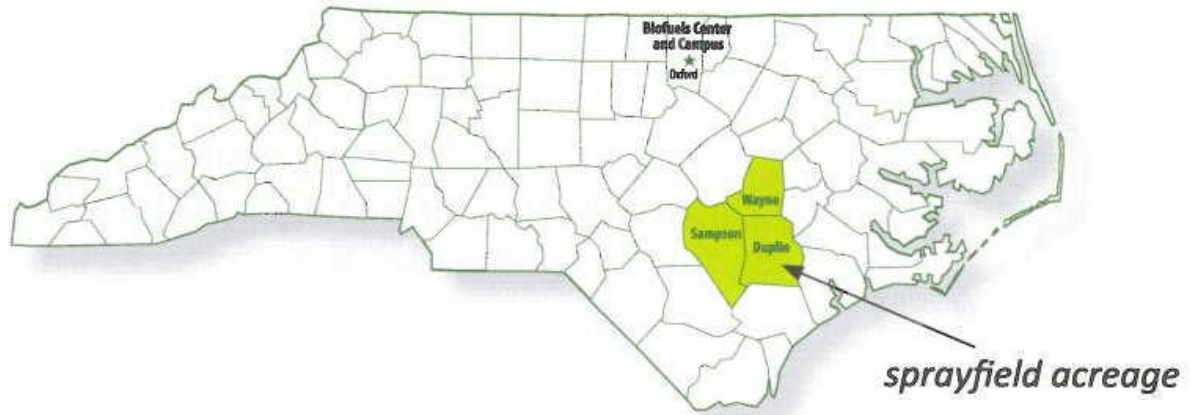 Biofuels Center
and Campus
Oxford
Wayne
Sampson
Duplin
sprayfield acreage